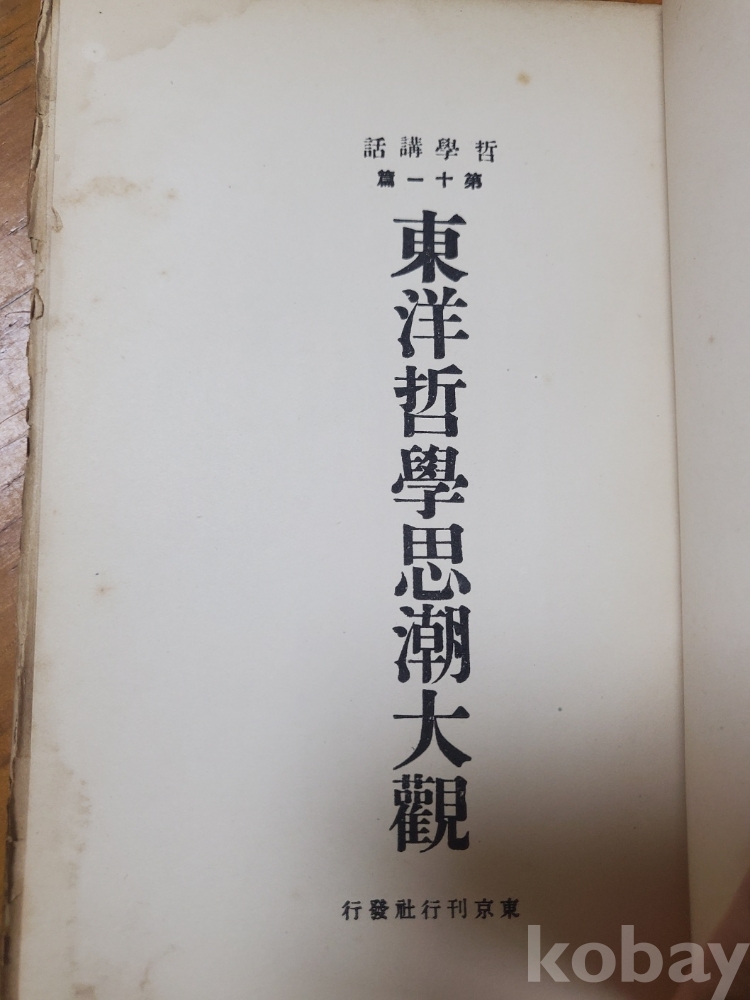 哲學講話
第十一篇
東洋哲學思潮大觀
東京刊行社發行
kobay